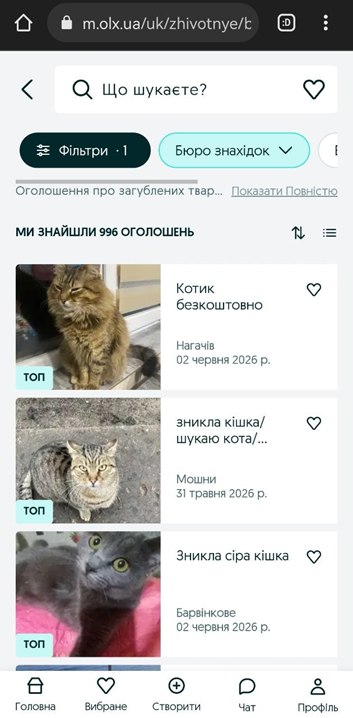 m.olx.ua/uk/zhivotnye/b
:D
Що шукаєте?
Фільтри · 1
Бюро знахідок
Оголошення про загублених твар... Показати Повністю
МИ ЗНАЙШЛИ 996 ОГОЛОШЕНЬ
Котик
безкоштовно
Нагачів
02 червня 2026 р.
ТОП
зникла кішка/
шукаю кота/...
Мошни
31 травня 2026 р.
ТОП
Зникла сіра кішка
Барвінкове
02 червня 2026 р.
ТОП
Головна Вибране Створити Чат Профіль